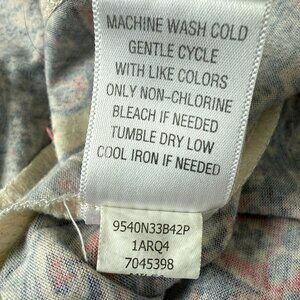 MACHINE WASH COLD
GENTLE CYCLE
WITH LIKE COLORS
ONLY NON-CHLORINE
BLEACH IF NEEDED
TUMBLE DRY LOW
COOL IRON IF NEEDED
9540N33B42P
1ARQ4
7045398